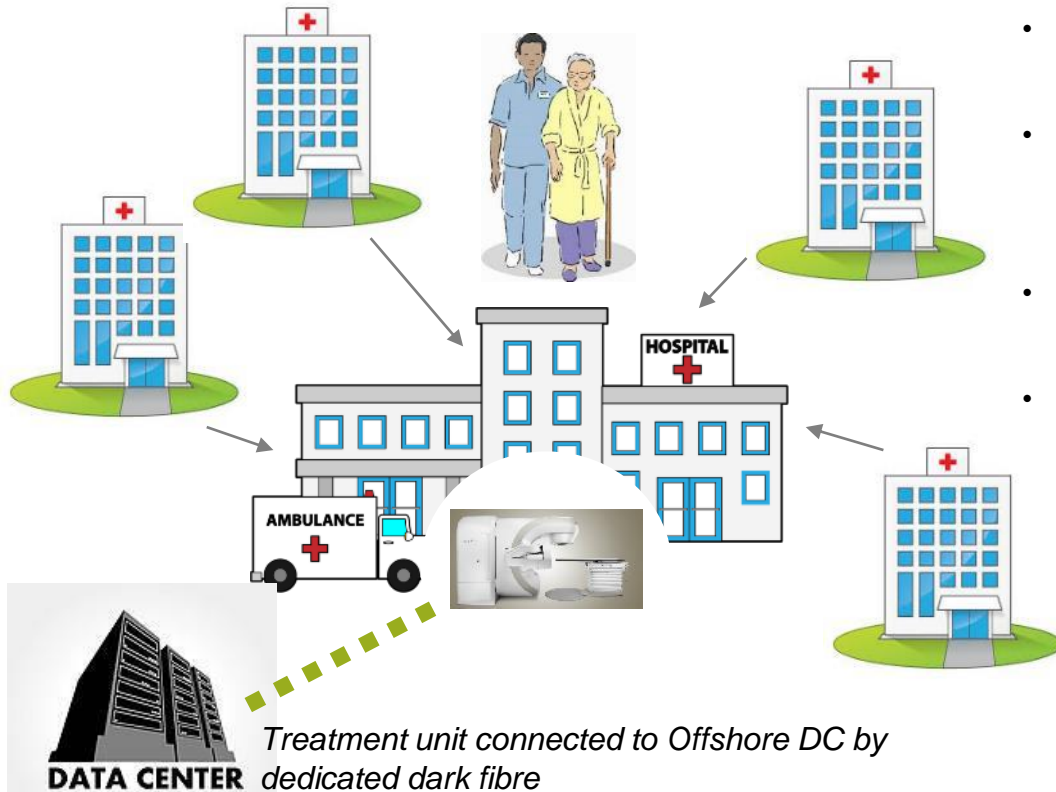 HOSPITAL
AMBULANCE
Treatment unit connected to Offshore DC by
DATA CENTER dedicated dark fibre